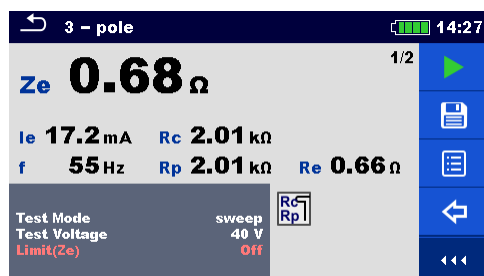 3 - pole 14:27
1/2
Ze 0.68 Ω
Ie 17.2 mA Rc 2.01 kΩ
f 55 Hz Rp 2.01 kΩ Re 0.66 Ω
Rc
Rp
Test Mode sweep
Test Voltage 40 V
Limit(Ze) Off